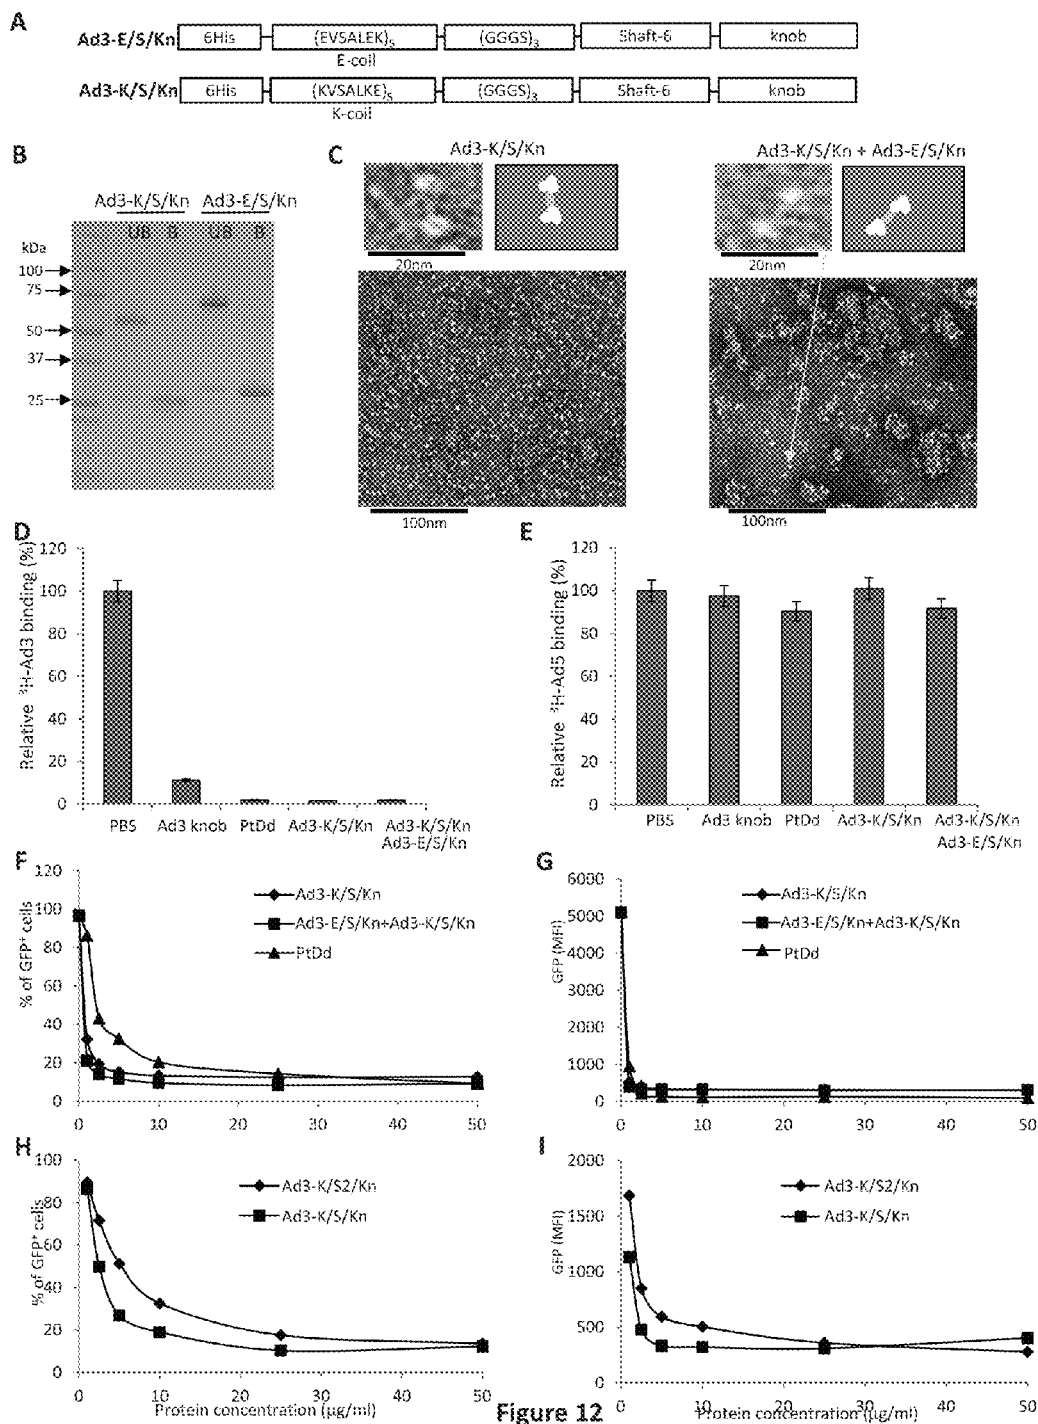 A
Ad3-E/S/Kn 6His (EVSALEK)5 (GGGS)3 Shaft-6 knob
E-coil
Ad3-K/S/Kn 6His (KVSALKE)5 (GGGS)3 Shaft-6 knob
K-coil
B
Ad3-K/S/Kn Ad3-E/S/Kn
UB B UB B
kDa
100
75
50
37
25
C
Ad3-K/S/Kn
20nm
100nm
Ad3-K/S/Kn + Ad3-E/S/Kn
20nm
100nm
D
Relative ³H-Ad3 binding (%)
120
100
80
60
40
20
0
PBS Ad3 knob PtDd Ad3-K/S/Kn Ad3-K/S/Kn
Ad3-E/S/Kn
E
Relative ³H-Ad5 binding (%)
120
100
80
60
40
20
0
PBS Ad3 knob PtDd Ad3-K/S/Kn Ad3-K/S/Kn
Ad3-E/S/Kn
F
% of GFP⁺ cells
120
100
80
60
40
20
0
Ad3-K/S/Kn
Ad3-E/S/Kn+Ad3-K/S/Kn
PtDd
0 10 20 30 40 50
G
GFP (MFI)
6000
5000
4000
3000
2000
1000
0
Ad3-K/S/Kn
Ad3-E/S/Kn+Ad3-K/S/Kn
PtDd
0 10 20 30 40 50
H
% of GFP⁺ cells
100
80
60
40
20
0
Ad3-K/S2/Kn
Ad3-K/S/Kn
0 10 20 30 40 50
Protein concentration (µg/ml)
I
GFP (MFI)
2000
1500
1000
500
0
Ad3-K/S2/Kn
Ad3-K/S/Kn
0 10 20 30 40 50
Protein concentration (µg/ml)
Figure 12